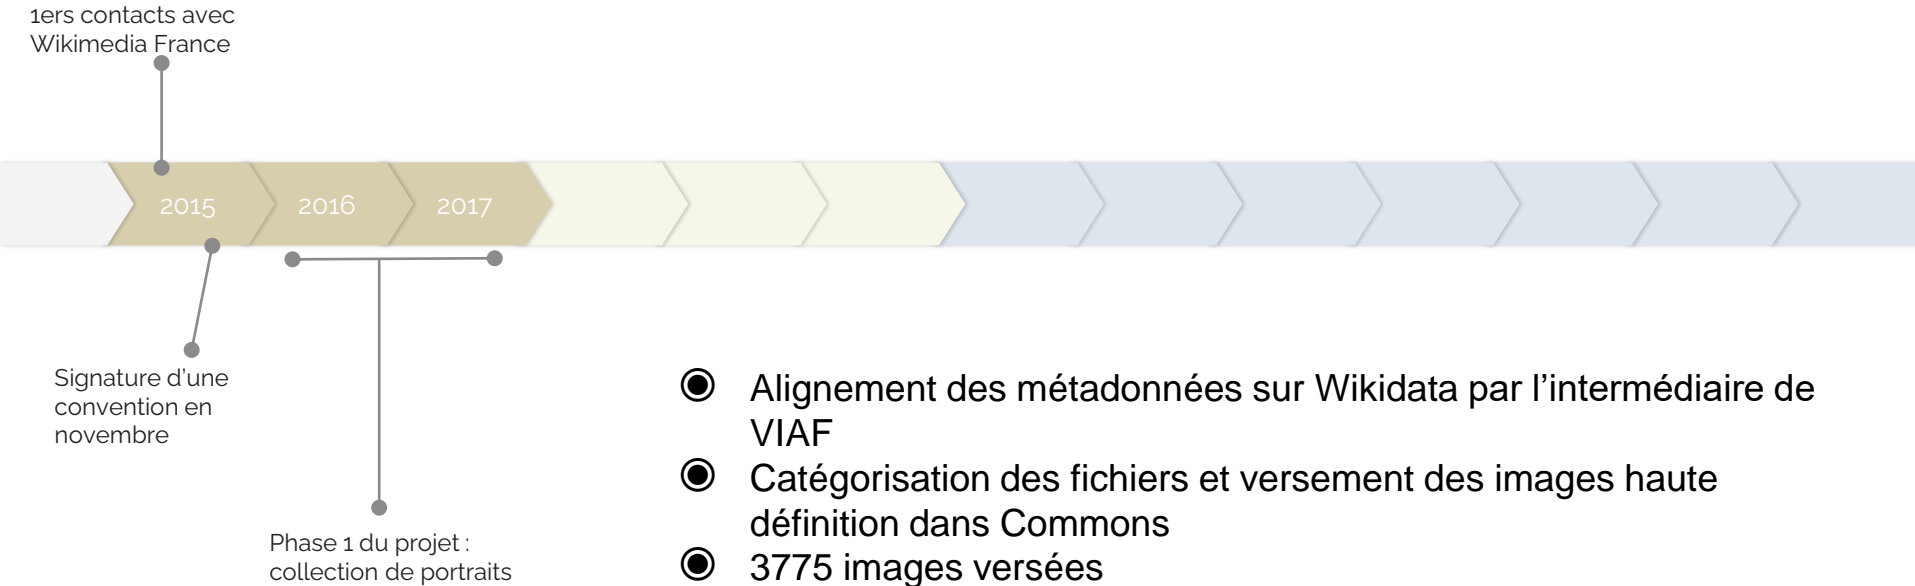 1ers contacts avec
Wikimedia France
2015
2016
2017
Signature d’une
convention en
novembre
Phase 1 du projet :
collection de portraits
◉ Alignement des métadonnées sur Wikidata par l’intermédiaire de
VIAF
◉ Catégorisation des fichiers et versement des images haute
définition dans Commons
◉ 3775 images versées